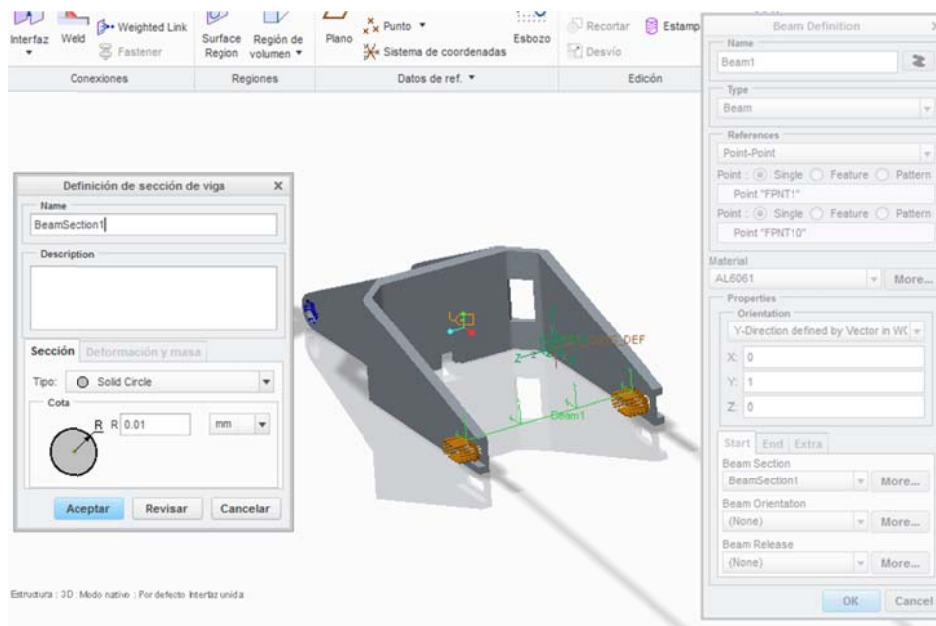 Interfaz
Weld
Weighted Link
Fastener
Surface Region
Región de volumen
Plano
Punto
Sistema de coordenadas
Esbozo
Recortar
Desvío
Estamp
Conexiones
Regiones
Datos de ref.
Edición
Definición de sección de viga X
Name
BeamSection1
Description
Sección Deformación y masa
Tipo: Solid Circle
Cota
R R 0.01 mm
Aceptar Revisar Cancelar
Beam1
Beam Definition
Name
Beam1
Type
Beam
References
Point-Point
Point : Single Feature Pattern
Point "FPNT1"
Point : Single Feature Pattern
Point "FPNT10"
Material
AL6061 More...
Properties
Orientation
Y-Direction defined by Vector in WC
X: 0
Y: 1
Z: 0
Start End Extra
Beam Section
BeamSection1 More...
Beam Orientation
(None) More...
Beam Release
(None) More...
OK Cancel
Estructura : 3D : Modo nativo : Por defecto Interfaz unida